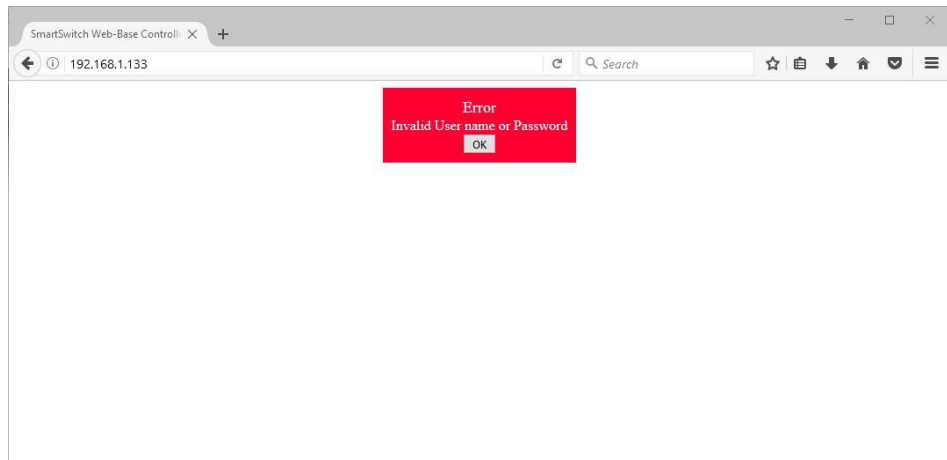 SmartSwitch Web-Base Controll
192.168.1.133
Search
Error
Invalid User name or Password
OK